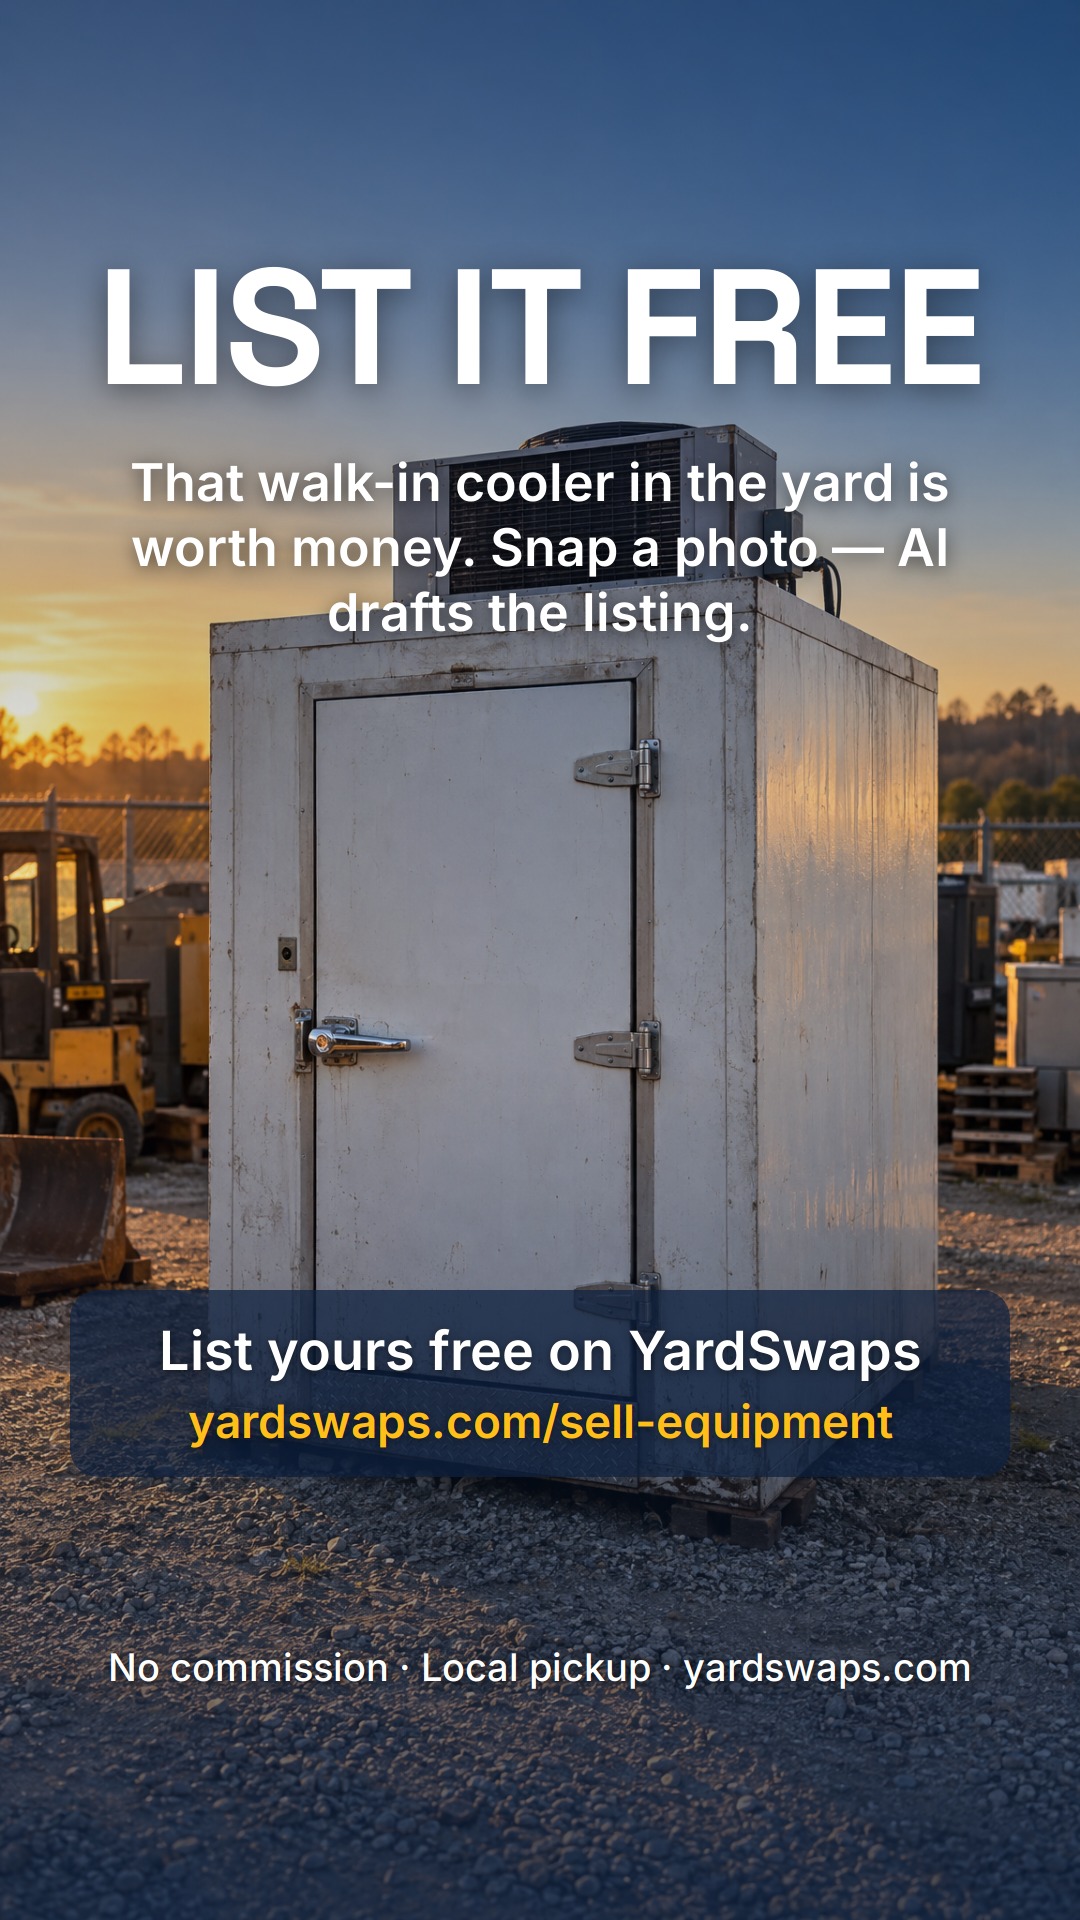 LIST IT FREE
That walk-in cooler in the yard is
worth money. Snap a photo — AI
drafts the listing.
List yours free on YardSwaps
yardswaps.com/sell-equipment
No commission · Local pickup · yardswaps.com